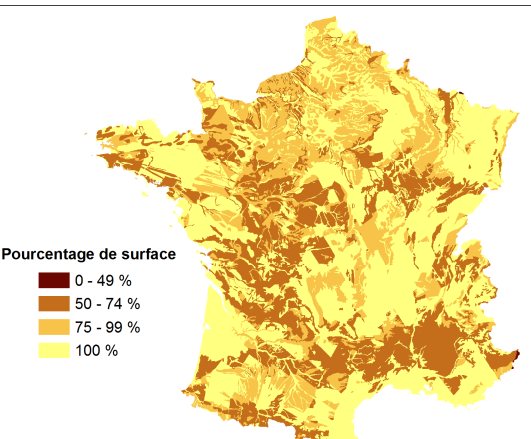 Pourcentage de surface
0 - 49 %
50 - 74 %
75 - 99 %
100 %